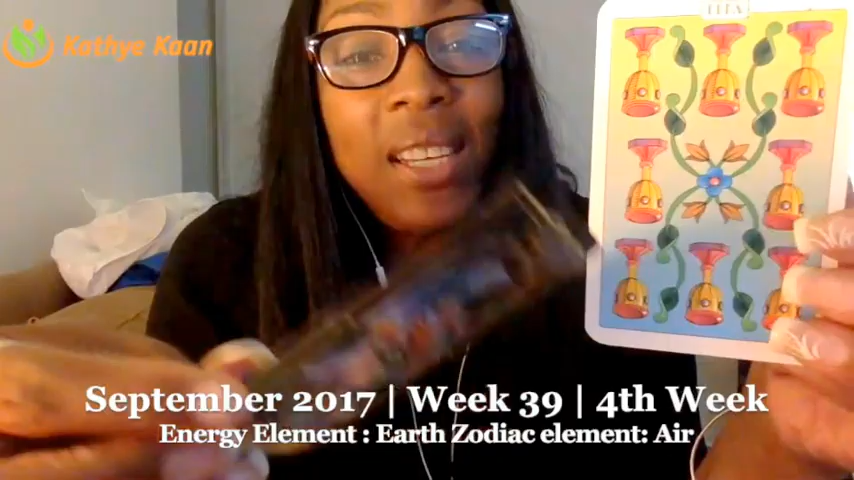 Kathye Kaan
September 2017 | Week 39 | 4th Week
Energy Element : Earth Zodiac element: Air